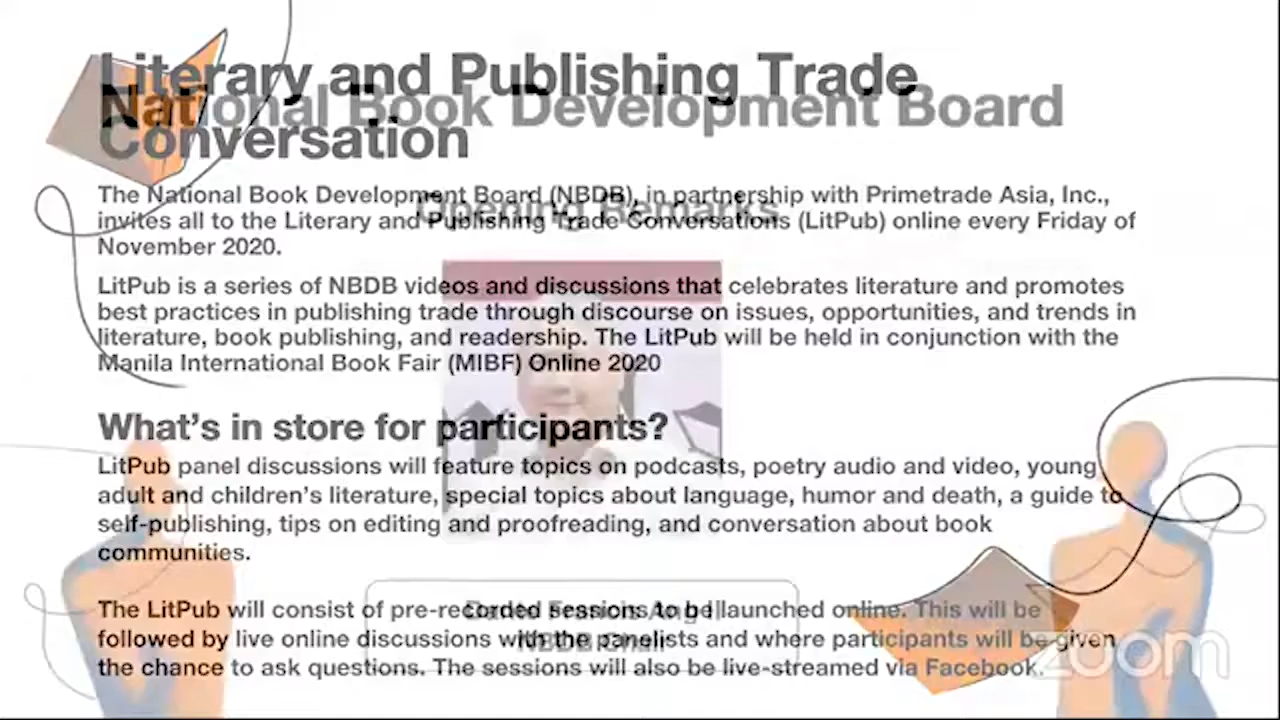 Literary and Publishing Trade
National Book Development Board
Conversation
The National Book Development Board (NBDB), in partnership with Primetrade Asia, Inc.,
Opening Remarks
invites all to the Literary and Publishing Trade Conversations (LitPub) online every Friday of
November 2020.
LitPub is a series of NBDB videos and discussions that celebrates literature and promotes
best practices in publishing trade through discourse on issues, opportunities, and trends in
literature, book publishing, and readership. The LitPub will be held in conjunction with the
Manila International Book Fair (MIBF) Online 2020
What's in store for participants?
LitPub panel discussions will feature topics on podcasts, poetry audio and video, young
adult and children's literature, special topics about language, humor and death, a guide to
self-publishing, tips on editing and proofreading, and conversation about book
communities.
The LitPub will consist of pre-recorded sessions to be launched online. This will be
Dante Francis Ang II
followed by live online discussions with the panelists and where participants will be given
NBDB Chair
the chance to ask questions. The sessions will also be live-streamed via Facebook.
zoom